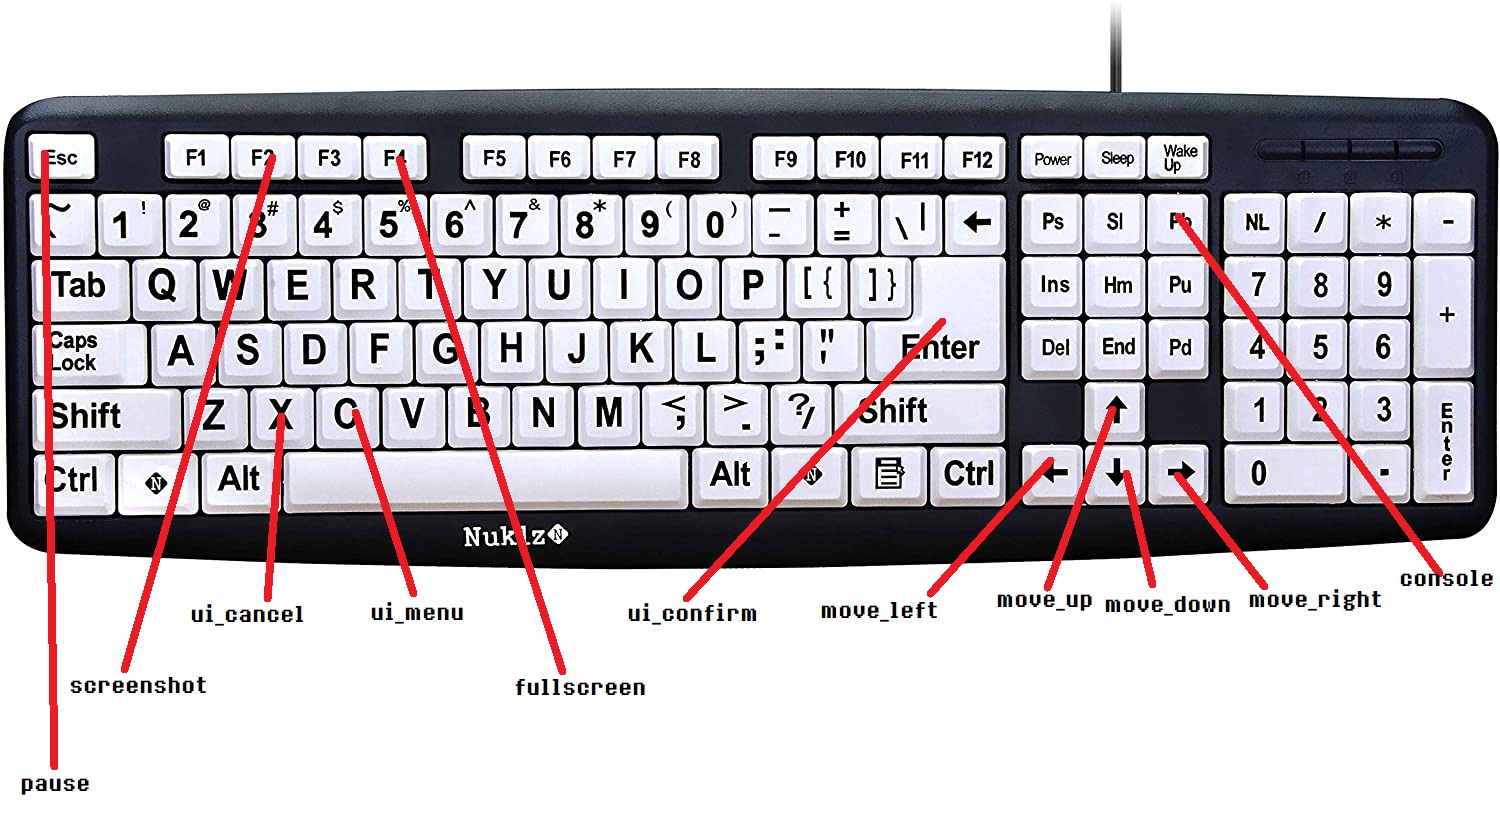 Esc F1 F2 F3 F4 F5 F6 F7 F8 F9 F10 F11 F12 Power Sleep Wake Up
~ 1 ! 2 @ 3 # 4 $ 5 % 6 ^ 7 & 8 * 9 ( 0 ) _ - + = \ | ← Ps Sl Pb NL / * -
Tab Q W E R T Y U I O P [ { ] } Ins Hm Pu 7 8 9 +
Caps Lock A S D F G H J K L ; : ' " Enter Del End Pd 4 5 6
Shift Z X C V B N M < ; > . ? / Shift ↑ 1 2 3 Enter
Ctrl N Alt Alt N Ctrl ← ↓ → 0 .
Nuklz N
console
move_up move_down move_right
ui_cancel ui_menu ui_confirm move_left
screenshot fullscreen
pause